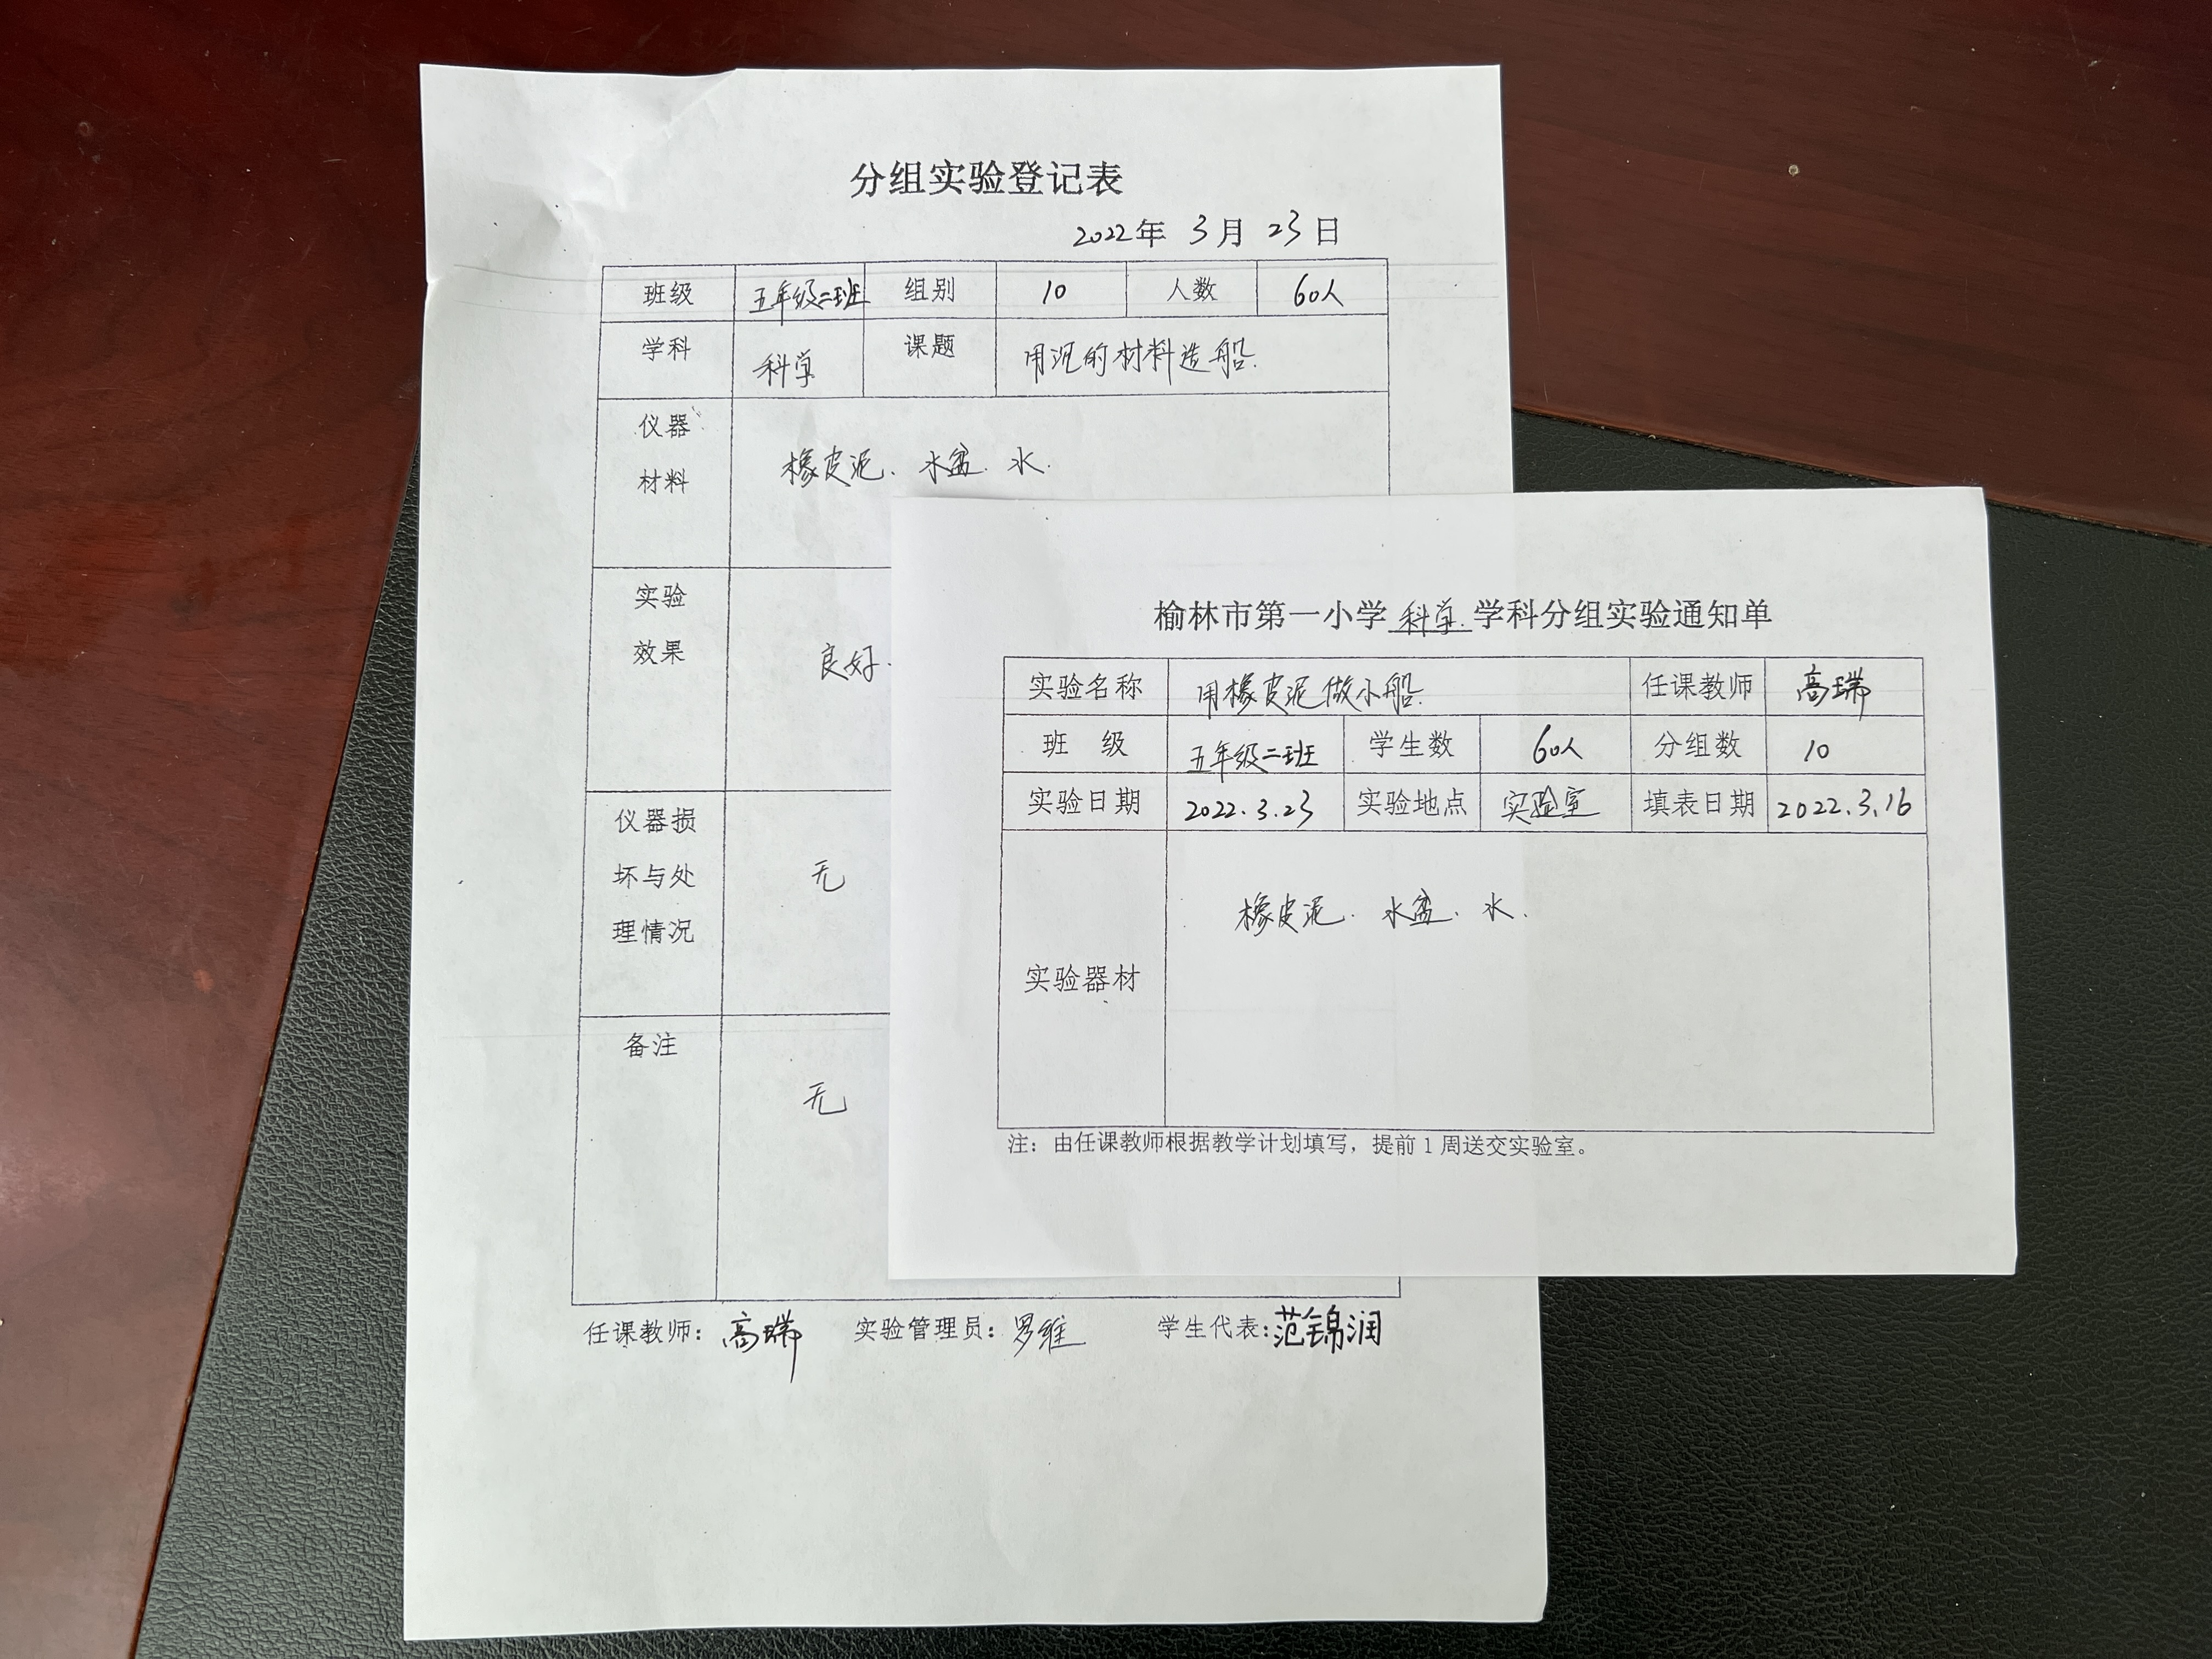 分组实验登记表
2022年 3月 23日
班级 五年级二班 组别 10 人数 60人
学科 科学 课题 用沉的材料造船.
仪器
材料
橡皮泥、水盆、水.
实验
效果
良好.
仪器损
坏与处
理情况
无
备注
无
任课教师：高瑞 实验管理员：罗维 学生代表：范锦润
榆林市第一小学科学.学科分组实验通知单
实验名称 用橡皮泥做小船. 任课教师 高瑞
班 级 五年级二班 学生数 60人 分组数 10
实验日期 2022.3.23 实验地点 实验室 填表日期 2022.3.16
实验器材 橡皮泥、水盆、水.
注：由任课教师根据教学计划填写，提前1周送交实验室。